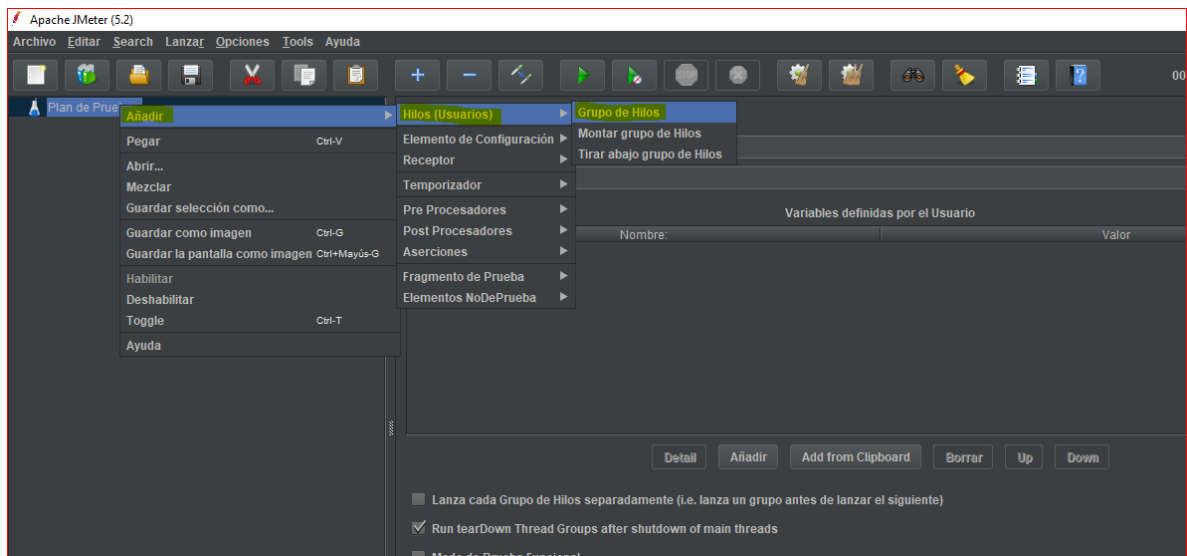 Apache JMeter (5.2)
Archivo Editar Search Lanzar Opciones Tools Ayuda
00
Plan de Prue
Añadir
Pegar Ctrl-V
Abrir...
Mezclar
Guardar selección como...
Guardar como imagen Ctrl-G
Guardar la pantalla como imagen Ctrl+Mayús-G
Habilitar
Deshabilitar
Toggle Ctrl-T
Ayuda
Hilos (Usuarios)
Elemento de Configuración
Receptor
Temporizador
Pre Procesadores
Post Procesadores
Aserciones
Fragmento de Prueba
Elementos NoDePrueba
Grupo de Hilos
Montar grupo de Hilos
Tirar abajo grupo de Hilos
Variables definidas por el Usuario
Nombre: Valor
Detail Añadir Add from Clipboard Borrar Up Down
Lanza cada Grupo de Hilos separadamente (i.e. lanza un grupo antes de lanzar el siguiente)
Run tearDown Thread Groups after shutdown of main threads
Modo de Prueba Funcional